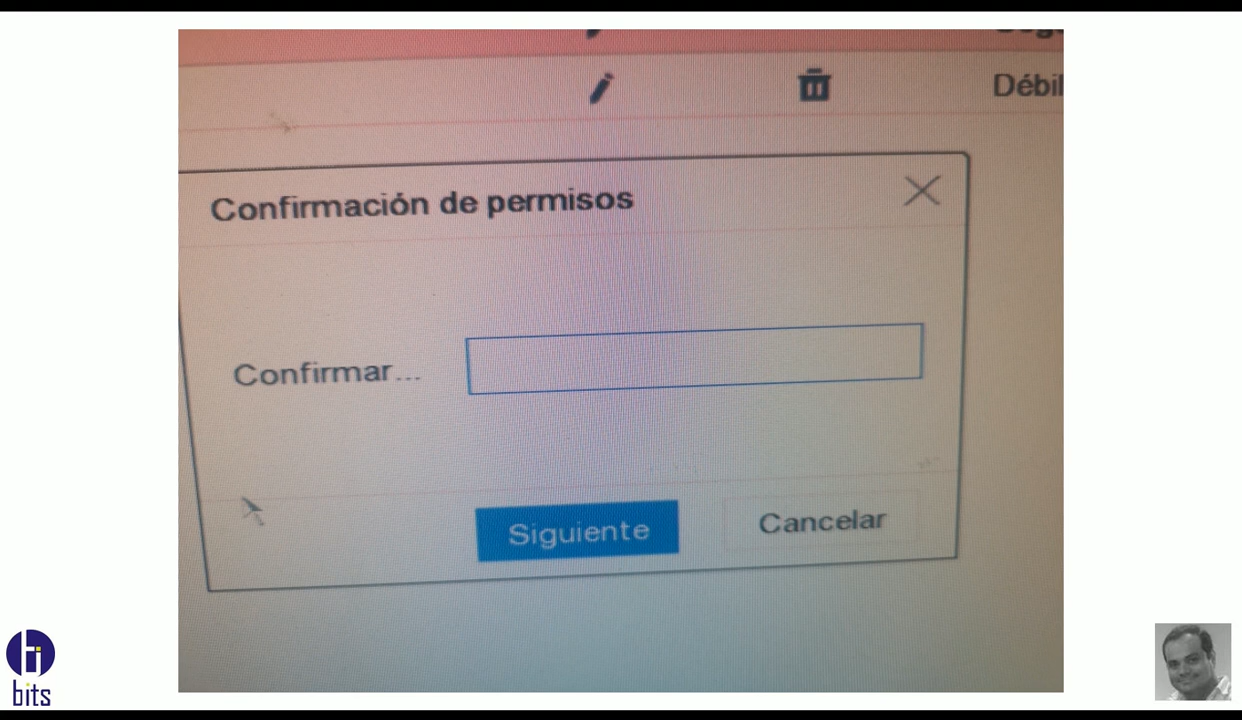 Débil
Confirmación de permisos
Confirmar...
Siguiente
Cancelar
bits